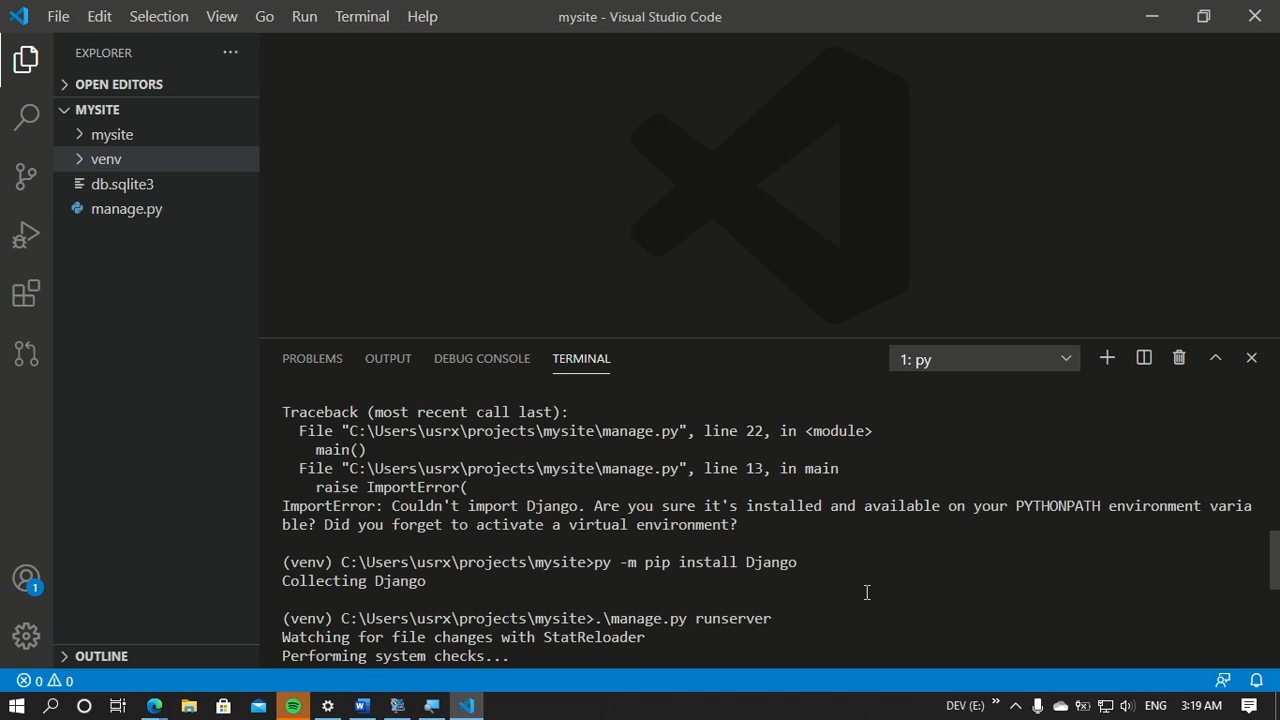 File Edit Selection View Go Run Terminal Help
mysite - Visual Studio Code
EXPLORER
OPEN EDITORS
MYSITE
mysite
venv
db.sqlite3
manage.py
PROBLEMS OUTPUT DEBUG CONSOLE TERMINAL
1: py
Traceback (most recent call last):
File "C:\Users\usrx\projects\mysite\manage.py", line 22, in <module>
main()
File "C:\Users\usrx\projects\mysite\manage.py", line 13, in main
raise ImportError(
ImportError: Couldn't import Django. Are you sure it's installed and available on your PYTHONPATH environment varia
ble? Did you forget to activate a virtual environment?
(venv) C:\Users\usrx\projects\mysite>py -m pip install Django
Collecting Django
(venv) C:\Users\usrx\projects\mysite>.\manage.py runserver
Watching for file changes with StatReloader
Performing system checks...
1
OUTLINE
0 0
DEV (E:) ENG 3:19 AM